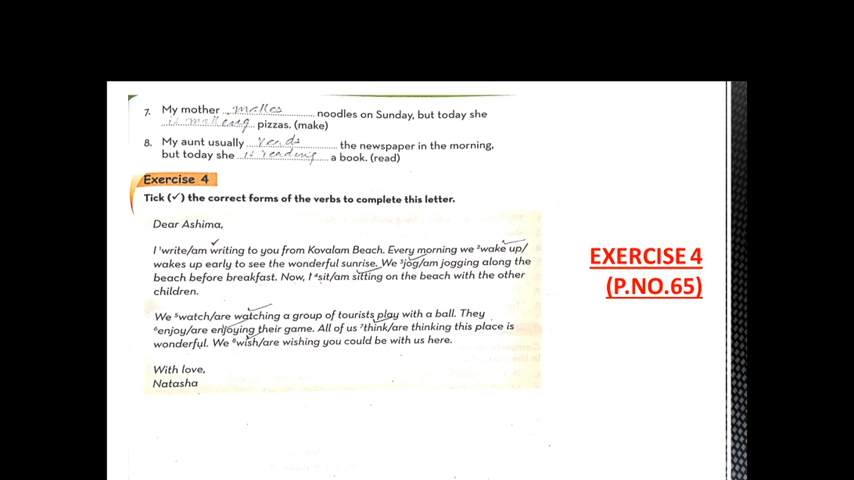 7. My mother makes noodles on Sunday, but today she
is making pizzas. (make)
8. My aunt usually reads the newspaper in the morning,
but today she is reading a book. (read)
Exercise 4
Tick (✓) the correct forms of the verbs to complete this letter.
Dear Ashima,
I ¹write/am writing to you from Kovalam Beach. Every morning we ²wake up/
wakes up early to see the wonderful sunrise. We ³jog/am jogging along the
beach before breakfast. Now, I ⁴sit/am sitting on the beach with the other
children.
We ⁵watch/are watching a group of tourists play with a ball. They
⁶enjoy/are enjoying their game. All of us ⁷think/are thinking this place is
wonderful. We ⁸wish/are wishing you could be with us here.
With love,
Natasha
EXERCISE 4
(P.NO.65)